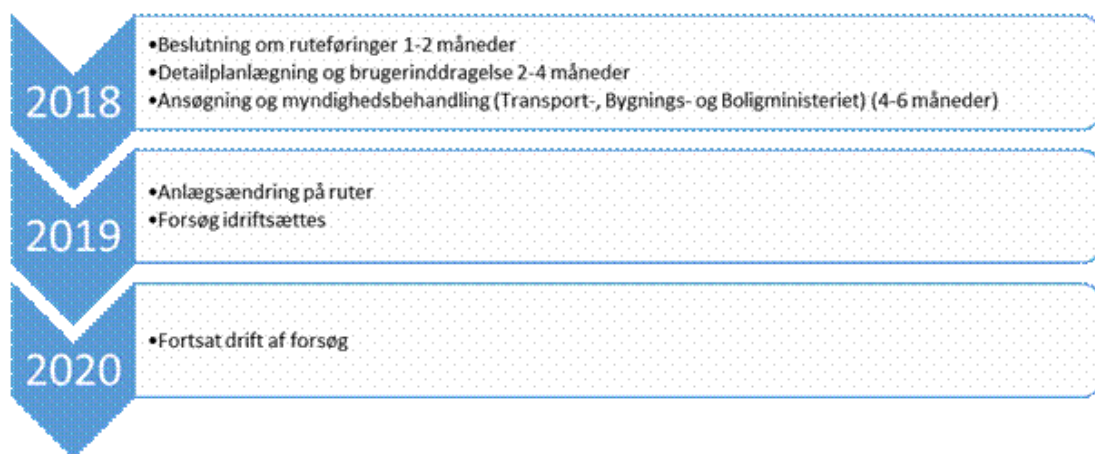 2018
•Beslutning om ruteføringer 1-2 måneder
•Detailplanlægning og brugerinddragelse 2-4 måneder
•Ansøgning og myndighedsbehandling (Transport-, Bygnings- og Boligministeriet) (4-6 måneder)
2019
•Anlægsændring på ruter
•Forsøg idriftsættes
2020
•Fortsat drift af forsøg